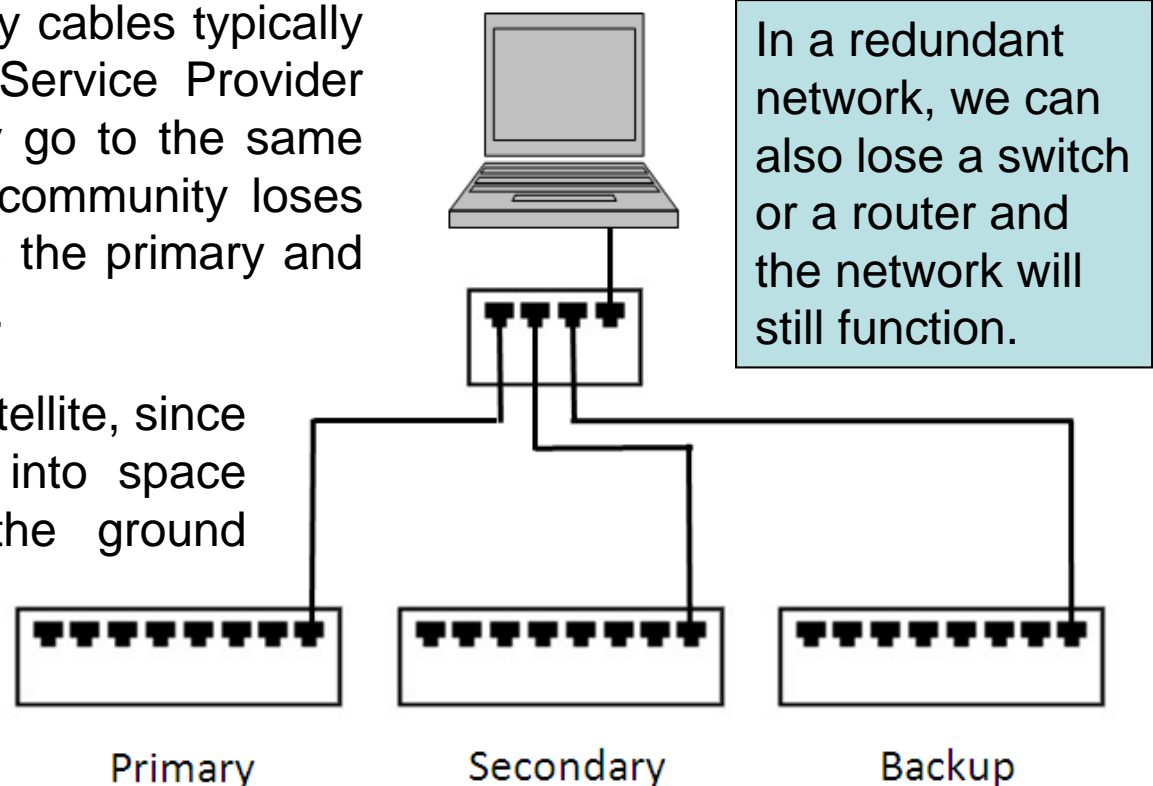 y cables typically
Service Provider
go to the same
community loses
the primary and
.
tellite, since
into space
the ground
In a redundant
network, we can
also lose a switch
or a router and
the network will
still function.
Primary
Secondary
Backup